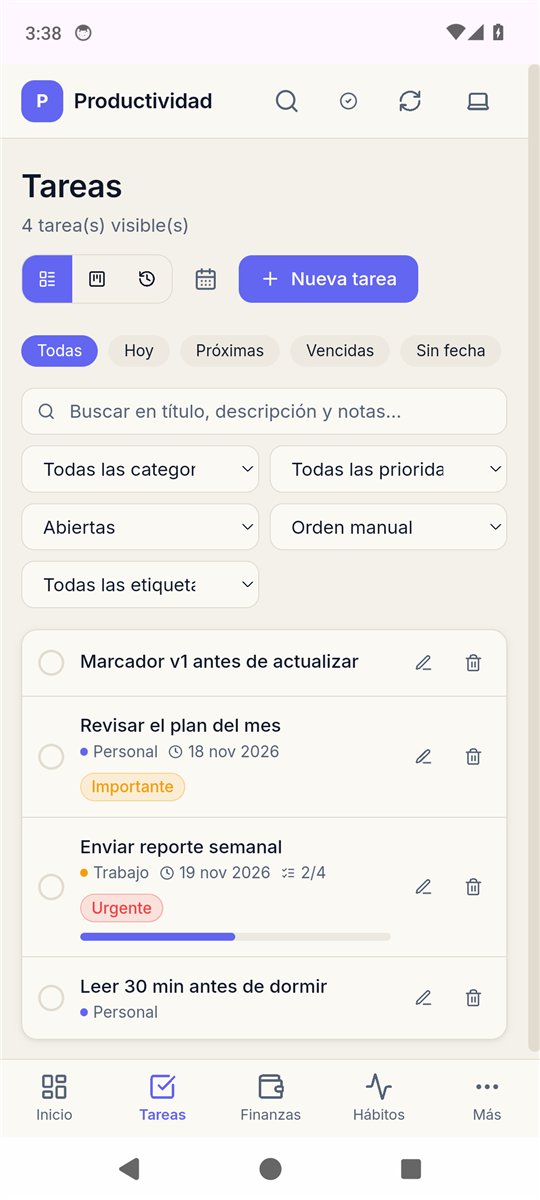 3:38
P Productividad
Tareas
4 tarea(s) visible(s)
Nueva tarea
Todas Hoy Próximas Vencidas Sin fecha
Buscar en título, descripción y notas...
Todas las categor Todas las priorida
Abiertas Orden manual
Todas las etiqueta
Marcador v1 antes de actualizar
Revisar el plan del mes
Personal 18 nov 2026
Importante
Enviar reporte semanal
Trabajo 19 nov 2026 2/4
Urgente
Leer 30 min antes de dormir
Personal
Inicio Tareas Finanzas Hábitos Más